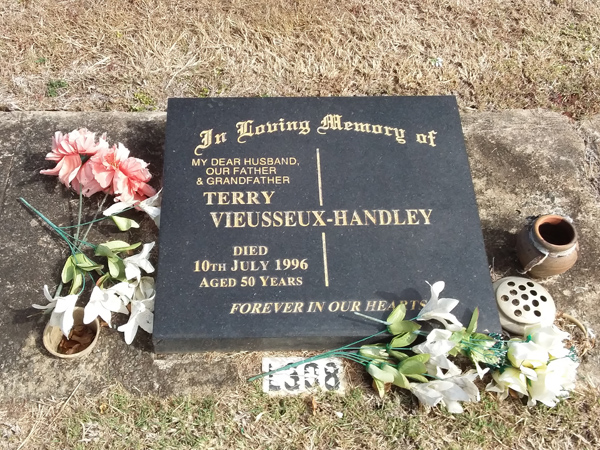 In Loving Memory of
MY DEAR HUSBAND,
OUR FATHER
& GRANDFATHER
TERRY
VIEUSSEUX-HANDLEY
DIED
10TH JULY 1996
AGED 50 YEARS
FOREVER IN OUR HEARTS
L398